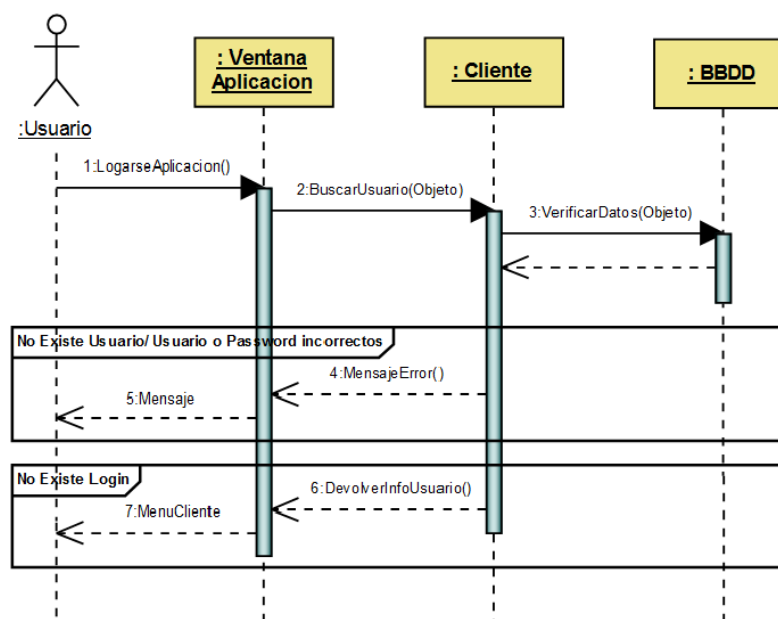 : Ventana
Aplicacion
: Cliente
: BBDD
:Usuario
1:LogarseAplicacion()
2:BuscarUsuario(Objeto)
3:VerificarDatos(Objeto)
No Existe Usuario/ Usuario o Password incorrectos
4:MensajeError()
5:Mensaje
No Existe Login
6:DevolverInfoUsuario()
7:MenuCliente